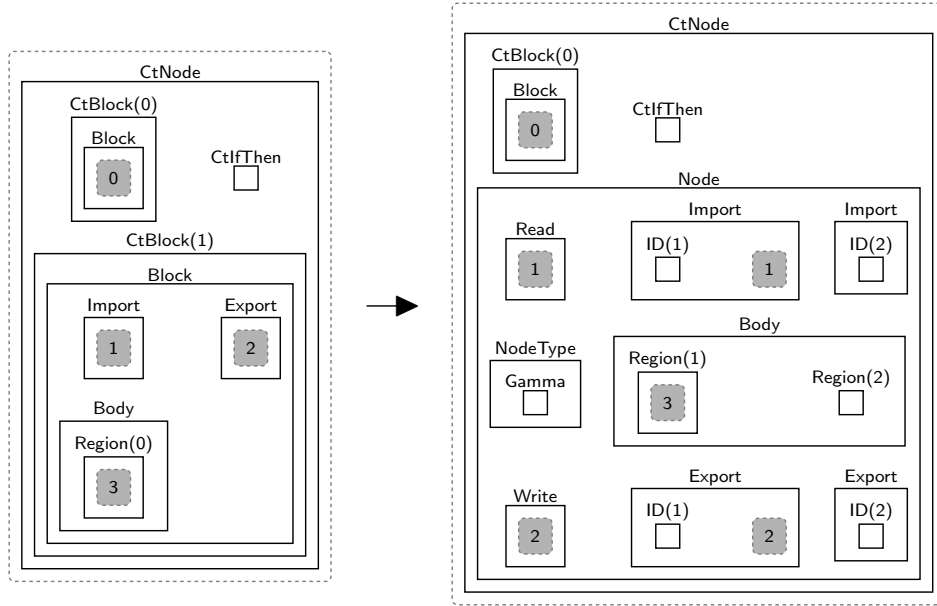 CtNode
CtBlock(0)
Block
0
CtIfThen
CtBlock(1)
Block
Import
1
Export
2
Body
Region(0)
3
CtNode
CtBlock(0)
Block
0
CtIfThen
Node
Read
1
Import
ID(1)
1
Import
ID(2)
NodeType
Gamma
Body
Region(1)
3
Region(2)
Write
2
Export
ID(1)
2
Export
ID(2)